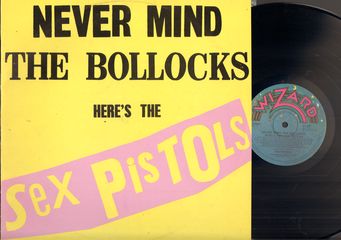 NEVER MIND
THE BOLLOCKS
HERE'S THE
Sex PiSTOLS
WIZARD